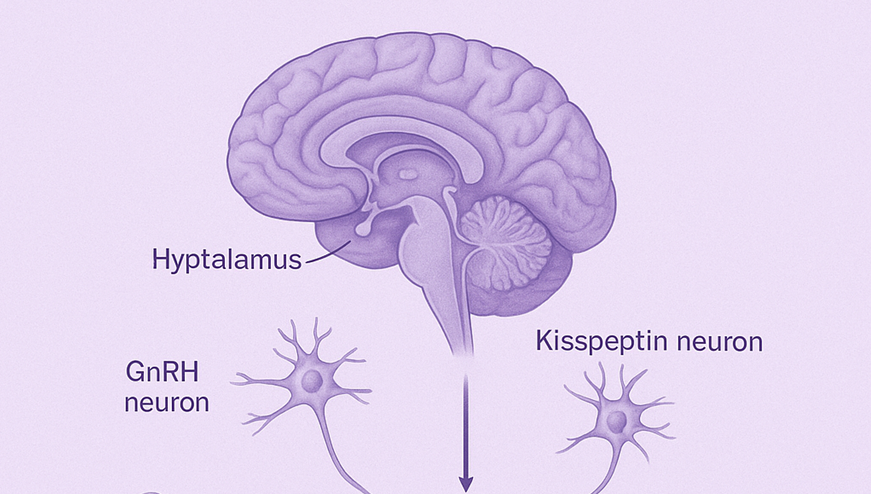 Hyptalamus
Kisspeptin neuron
GnRH
neuron